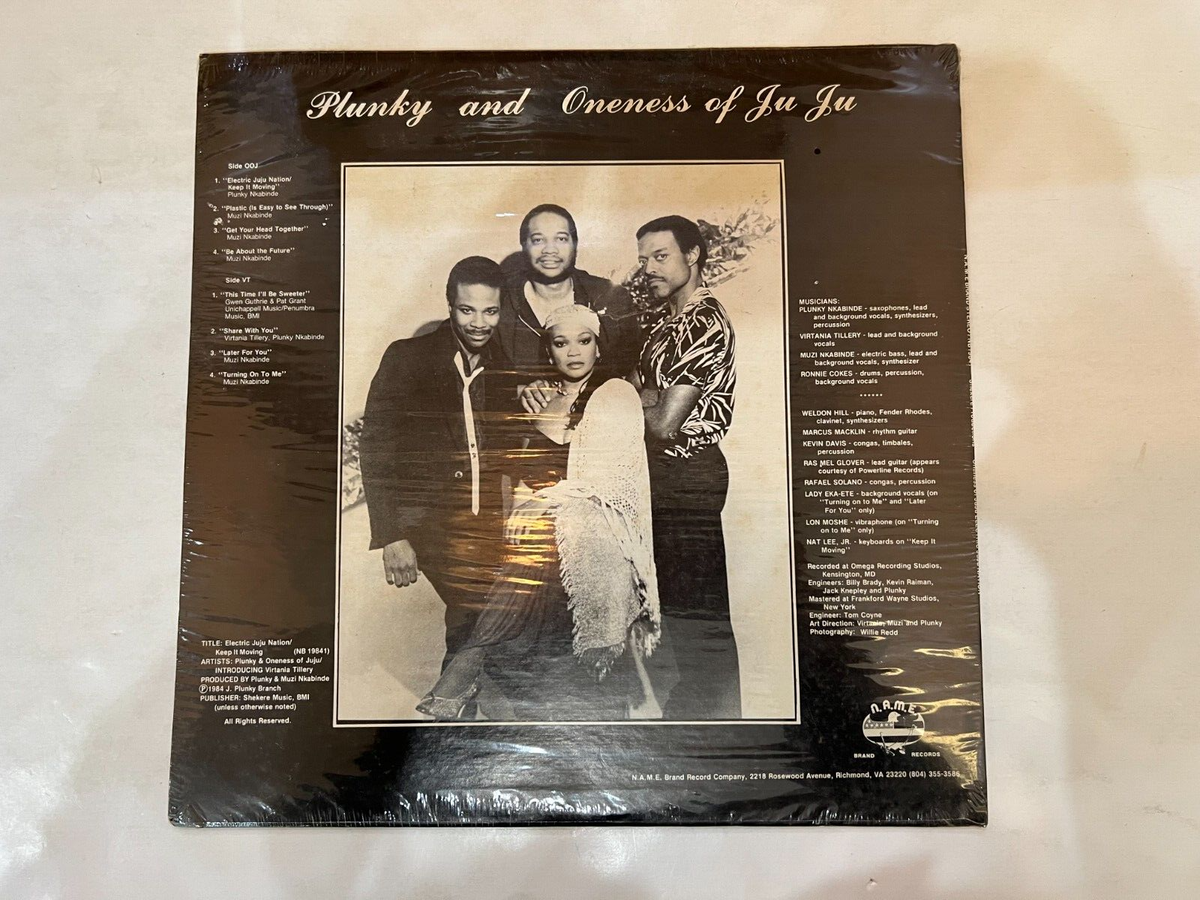 Plunky and Oneness of Ju Ju
Side OOJ
1. "Electric Juju Nation/
Keep It Moving"
Plunky Nkabinde
2. "Plastic (Is Easy to See Through)"
Muzi Nkabinde
3. "Get Your Head Together"
Muzi Nkabinde
4. "Be About the Future"
Muzi Nkabinde
Side VT
1. "This Time I'll Be Sweeter"
Gwen Guthrie & Pat Grant
Unichappell Music/Penumbra
Music, BMI
2. "Share With You"
Virtania Tillery, Plunky Nkabinde
3. "Later For You"
Muzi Nkabinde
4. "Turning On To Me"
Muzi Nkabinde
TITLE: Electric Juju Nation/
Keep It Moving (NB 19841)
ARTISTS: Plunky & Oneness of Juju/
INTRODUCING Virtania Tillery
PRODUCED BY Plunky & Muzi Nkabinde
Ⓟ1984 J. Plunky Branch
PUBLISHER: Shekere Music, BMI
(unless otherwise noted)
All Rights Reserved.
MUSICIANS:
PLUNKY NKABINDE - saxophones, lead
and background vocals, synthesizers,
percussion
VIRTANIA TILLERY - lead and background
vocals
MUZI NKABINDE - electric bass, lead and
background vocals, synthesizer
RONNIE COKES - drums, percussion,
background vocals
******
WELDON HILL - piano, Fender Rhodes,
clavinet, synthesizers
MARCUS MACKLIN - rhythm guitar
KEVIN DAVIS - congas, timbales,
percussion
RAS MEL GLOVER - lead guitar (appears
courtesy of Powerline Records)
RAFAEL SOLANO - congas, percussion
LADY EKA-ETE - background vocals (on
"Turning on to Me" and "Later
For You" only)
LON MOSHE - vibraphone (on "Turning
on to Me" only)
NAT LEE, JR. - keyboards on "Keep It
Moving"
Recorded at Omega Recording Studios,
Kensington, MD
Engineers: Billy Brady, Kevin Raiman,
Jack Knepley and Plunky
Mastered at Frankford Wayne Studios,
New York
Engineer: Tom Coyne
Art Direction: Virtania, Muzi and Plunky
Photography: Willie Redd
N.A.M.E.
BRAND RECORDS
N.A.M.E. Brand Record Company, 2218 Rosewood Avenue, Richmond, VA 23220 (804) 355-3586